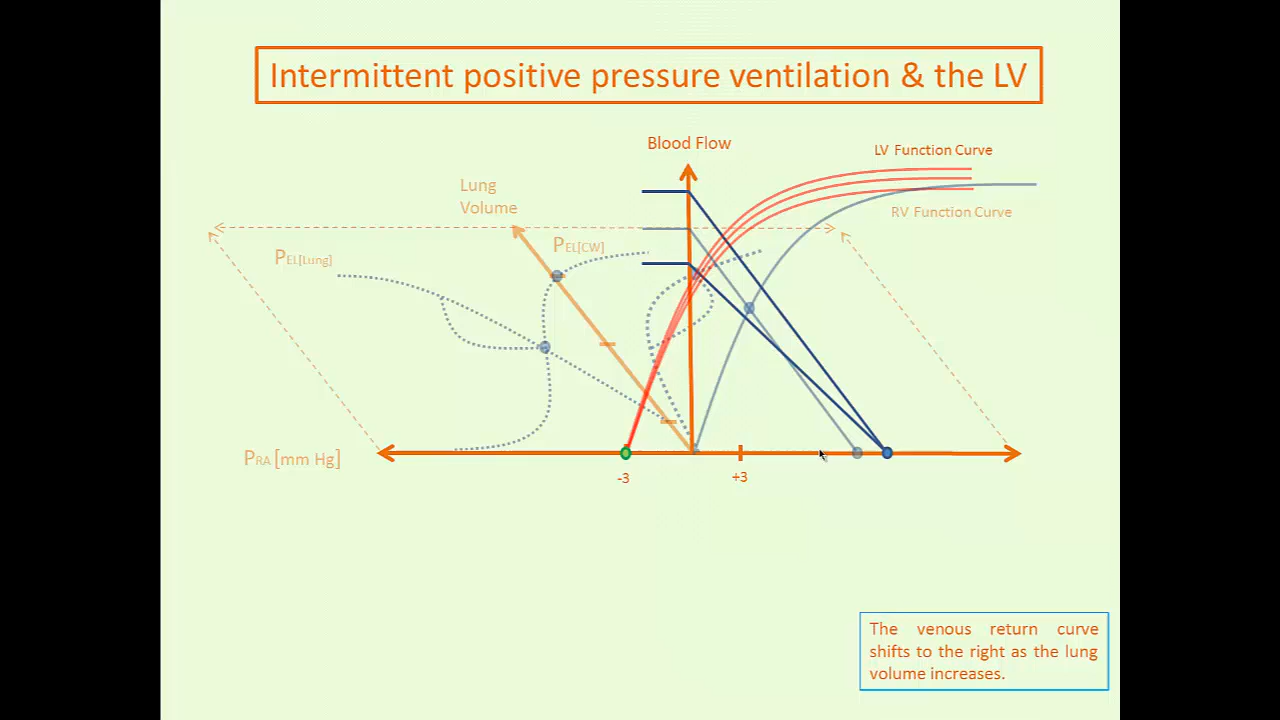 Intermittent positive pressure ventilation & the LV
Blood Flow
LV Function Curve
Lung
Volume
RV Function Curve
PEL[CW]
PEL[Lung]
PRA [mm Hg]
-3
+3
The venous return curve
shifts to the right as the lung
volume increases.